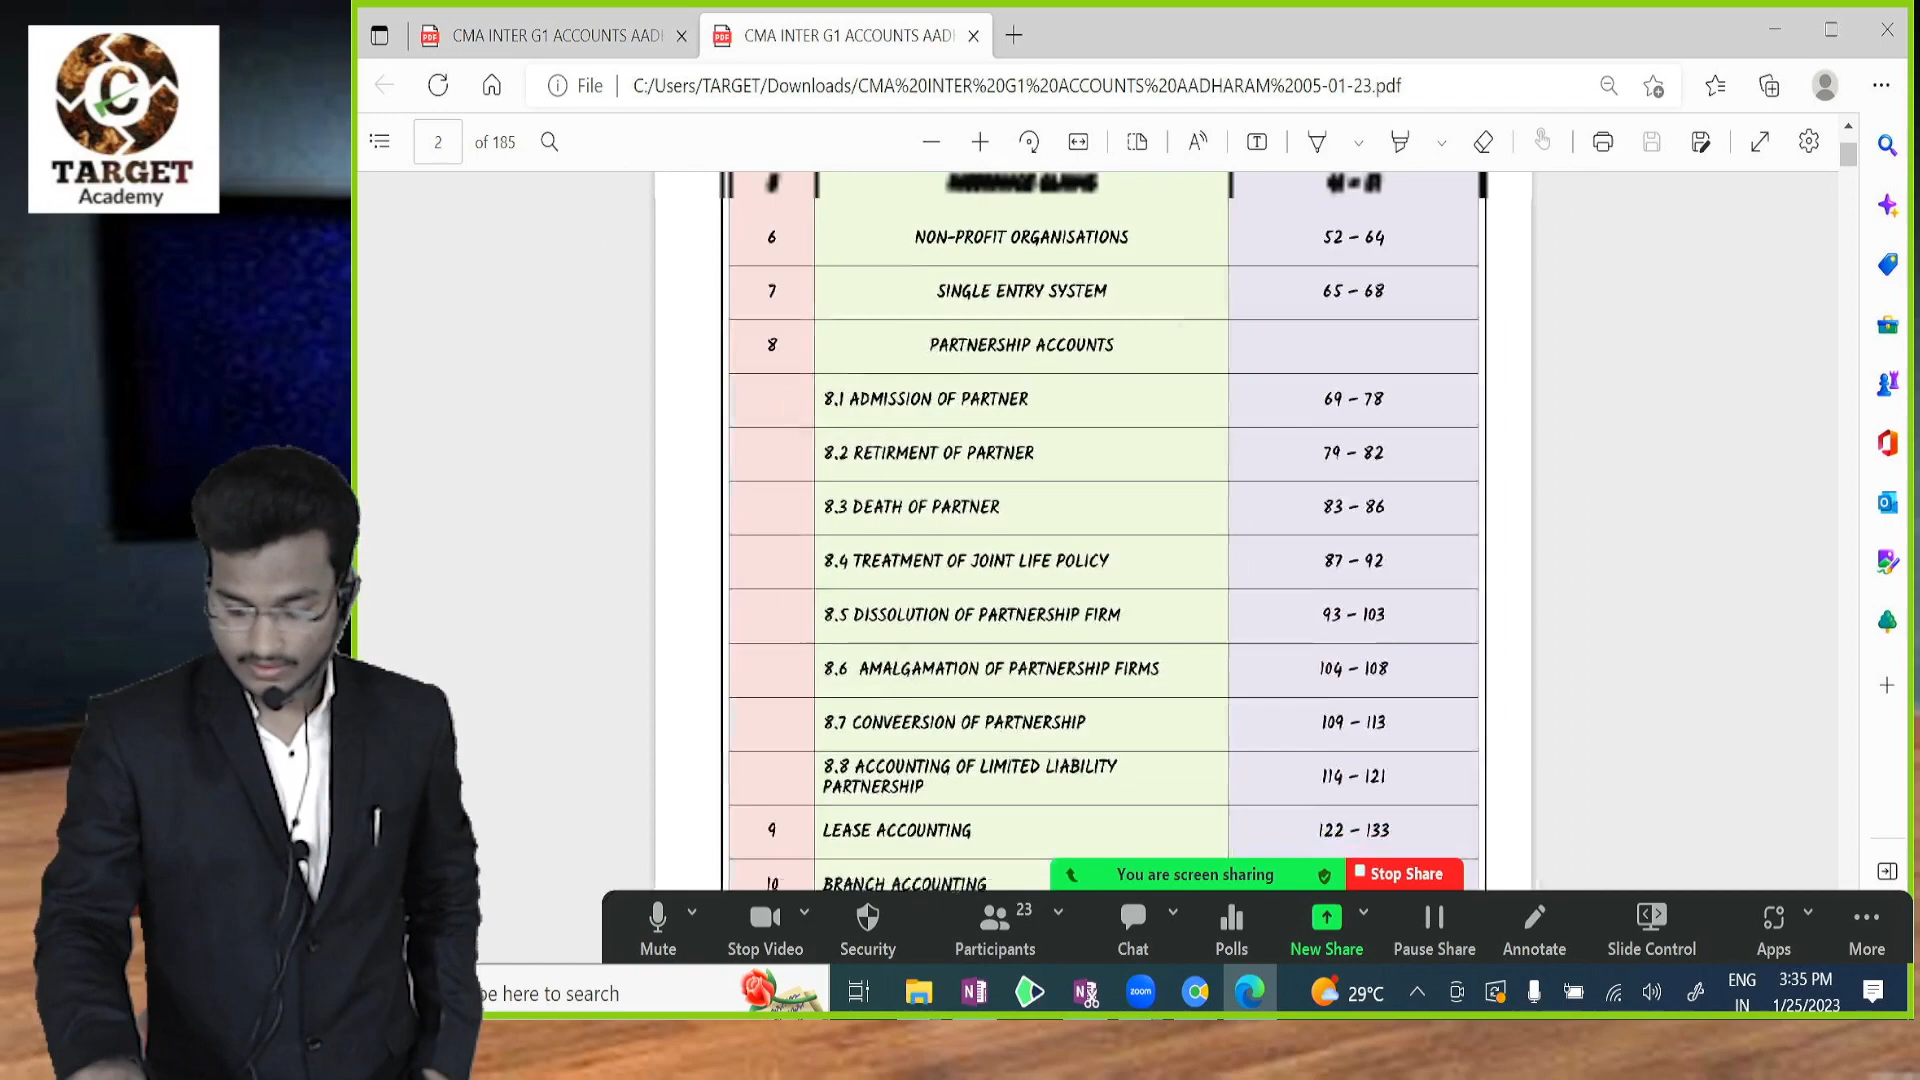 C
TARGET
Academy
CMA INTER G1 ACCOUNTS AADH
CMA INTER G1 ACCOUNTS AADH
File
C:/Users/TARGET/Downloads/CMA%20INTER%20G1%20ACCOUNTS%20AADHARAM%2005-01-23.pdf
2 of 185
6 NON-PROFIT ORGANISATIONS 52 – 64
7 SINGLE ENTRY SYSTEM 65 – 68
8 PARTNERSHIP ACCOUNTS
8.1 ADMISSION OF PARTNER 69 – 78
8.2 RETIRMENT OF PARTNER 79 – 82
8.3 DEATH OF PARTNER 83 – 86
8.4 TREATMENT OF JOINT LIFE POLICY 87 – 92
8.5 DISSOLUTION OF PARTNERSHIP FIRM 93 – 103
8.6 AMALGAMATION OF PARTNERSHIP FIRMS 104 – 108
8.7 CONVEERSION OF PARTNERSHIP 109 – 113
8.8 ACCOUNTING OF LIMITED LIABILITY
PARTNERSHIP 114 – 121
9 LEASE ACCOUNTING 122 – 133
10 BRANCH ACCOUNTING
You are screen sharing
Stop Share
23
Mute
Stop Video
Security
Participants
Chat
Polls
New Share
Pause Share
Annotate
Slide Control
Apps
More
pe here to search
zoom
29°C
ENG
IN
3:35 PM
1/25/2023